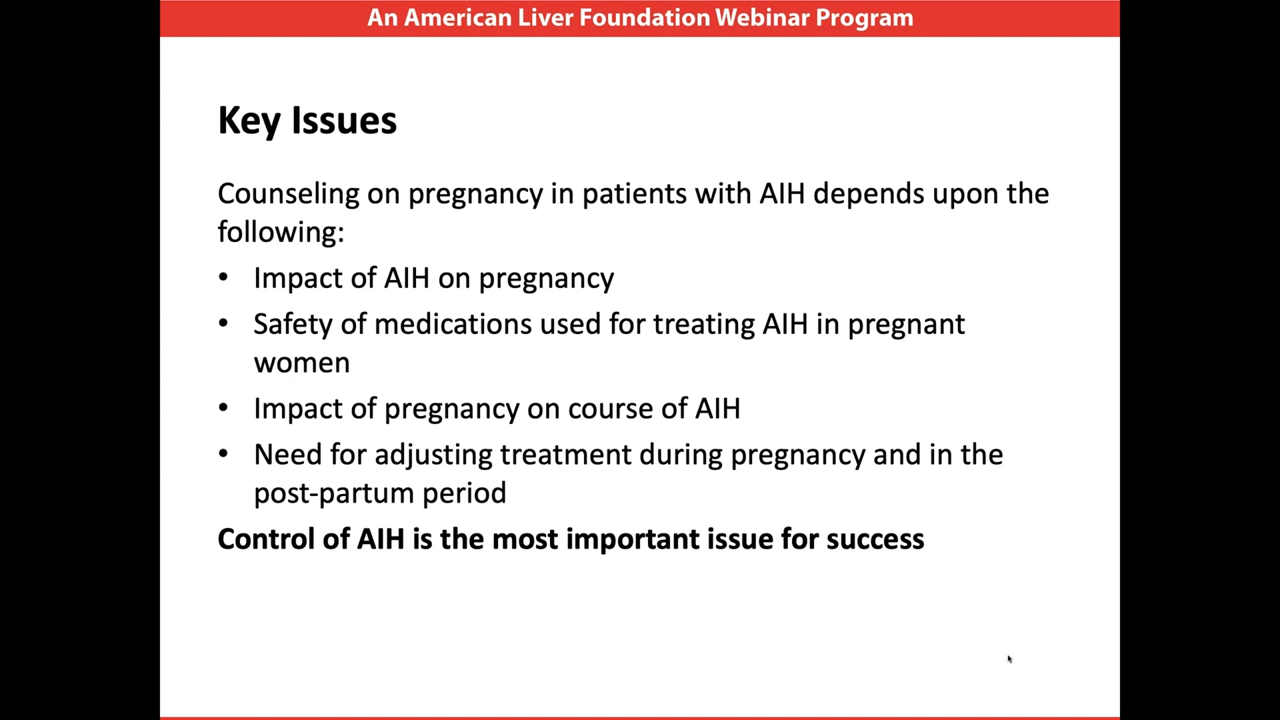 An American Liver Foundation Webinar Program
Key Issues
Counseling on pregnancy in patients with AIH depends upon the
following:
• Impact of AIH on pregnancy
• Safety of medications used for treating AIH in pregnant
women
• Impact of pregnancy on course of AIH
• Need for adjusting treatment during pregnancy and in the
post-partum period
Control of AIH is the most important issue for success